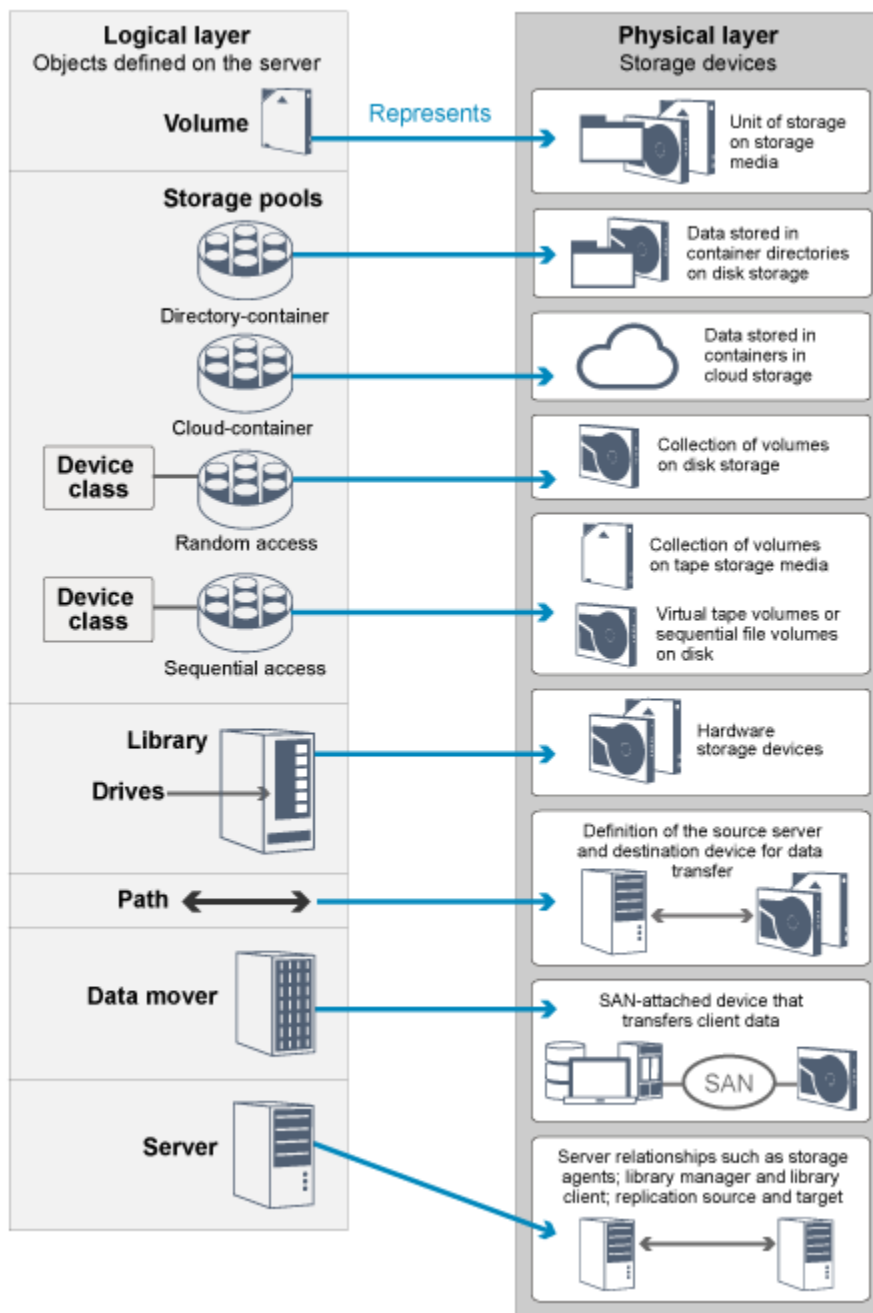 Logical layer
Objects defined on the server
Volume
Represents
Storage pools
Directory-container
Cloud-container
Device
class
Random access
Device
class
Sequential access
Library
Drives
Path
Data mover
Server
Physical layer
Storage devices
Unit of storage
on storage
media
Data stored in
container directories
on disk storage
Data stored in
containers in
cloud storage
Collection of volumes
on disk storage
Collection of volumes
on tape storage media
Virtual tape volumes or
sequential file volumes
on disk
Hardware
storage devices
Definition of the source server
and destination device for data
transfer
SAN-attached device that
transfers client data
SAN
Server relationships such as storage
agents; library manager and library
client; replication source and target